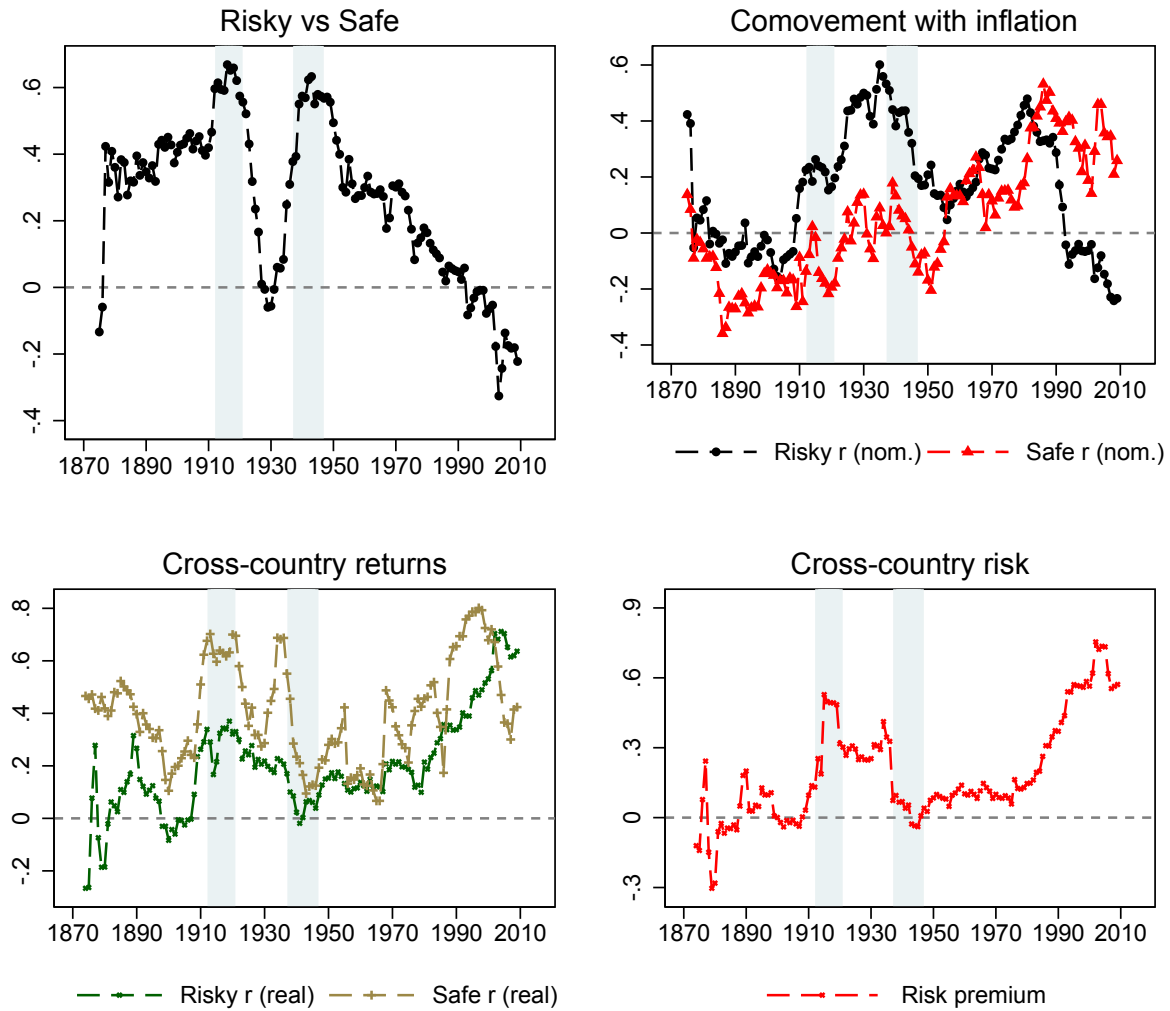 Risky vs Safe
.6
.4
.2
0
-.2
-.4
1870 1890 1910 1930 1950 1970 1990 2010
Comovement with inflation
.6
.4
.2
0
-.2
-.4
1870 1890 1910 1930 1950 1970 1990 2010
Risky r (nom.) Safe r (nom.)
Cross-country returns
.8
.6
.4
.2
0
-.2
1870 1890 1910 1930 1950 1970 1990 2010
Risky r (real) Safe r (real)
Cross-country risk
.9
.6
.3
0
-.3
1870 1890 1910 1930 1950 1970 1990 2010
Risk premium